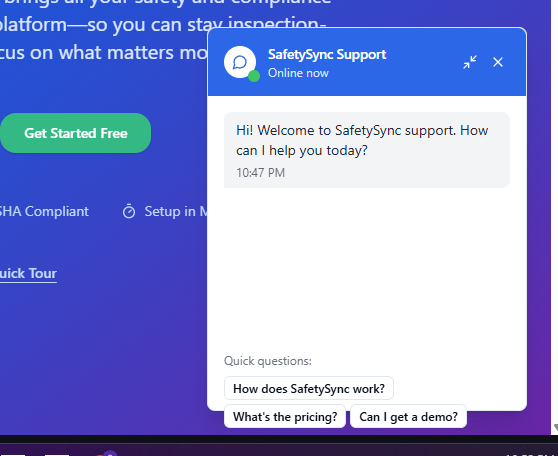 brings all your safety and compliance
platform—so you can stay inspection-
cus on what matters mo
Get Started Free
SHA Compliant
Setup in M
uick Tour
SafetySync Support
Online now
Hi! Welcome to SafetySync support. How
can I help you today?
10:47 PM
Quick questions:
How does SafetySync work?
What's the pricing?
Can I get a demo?